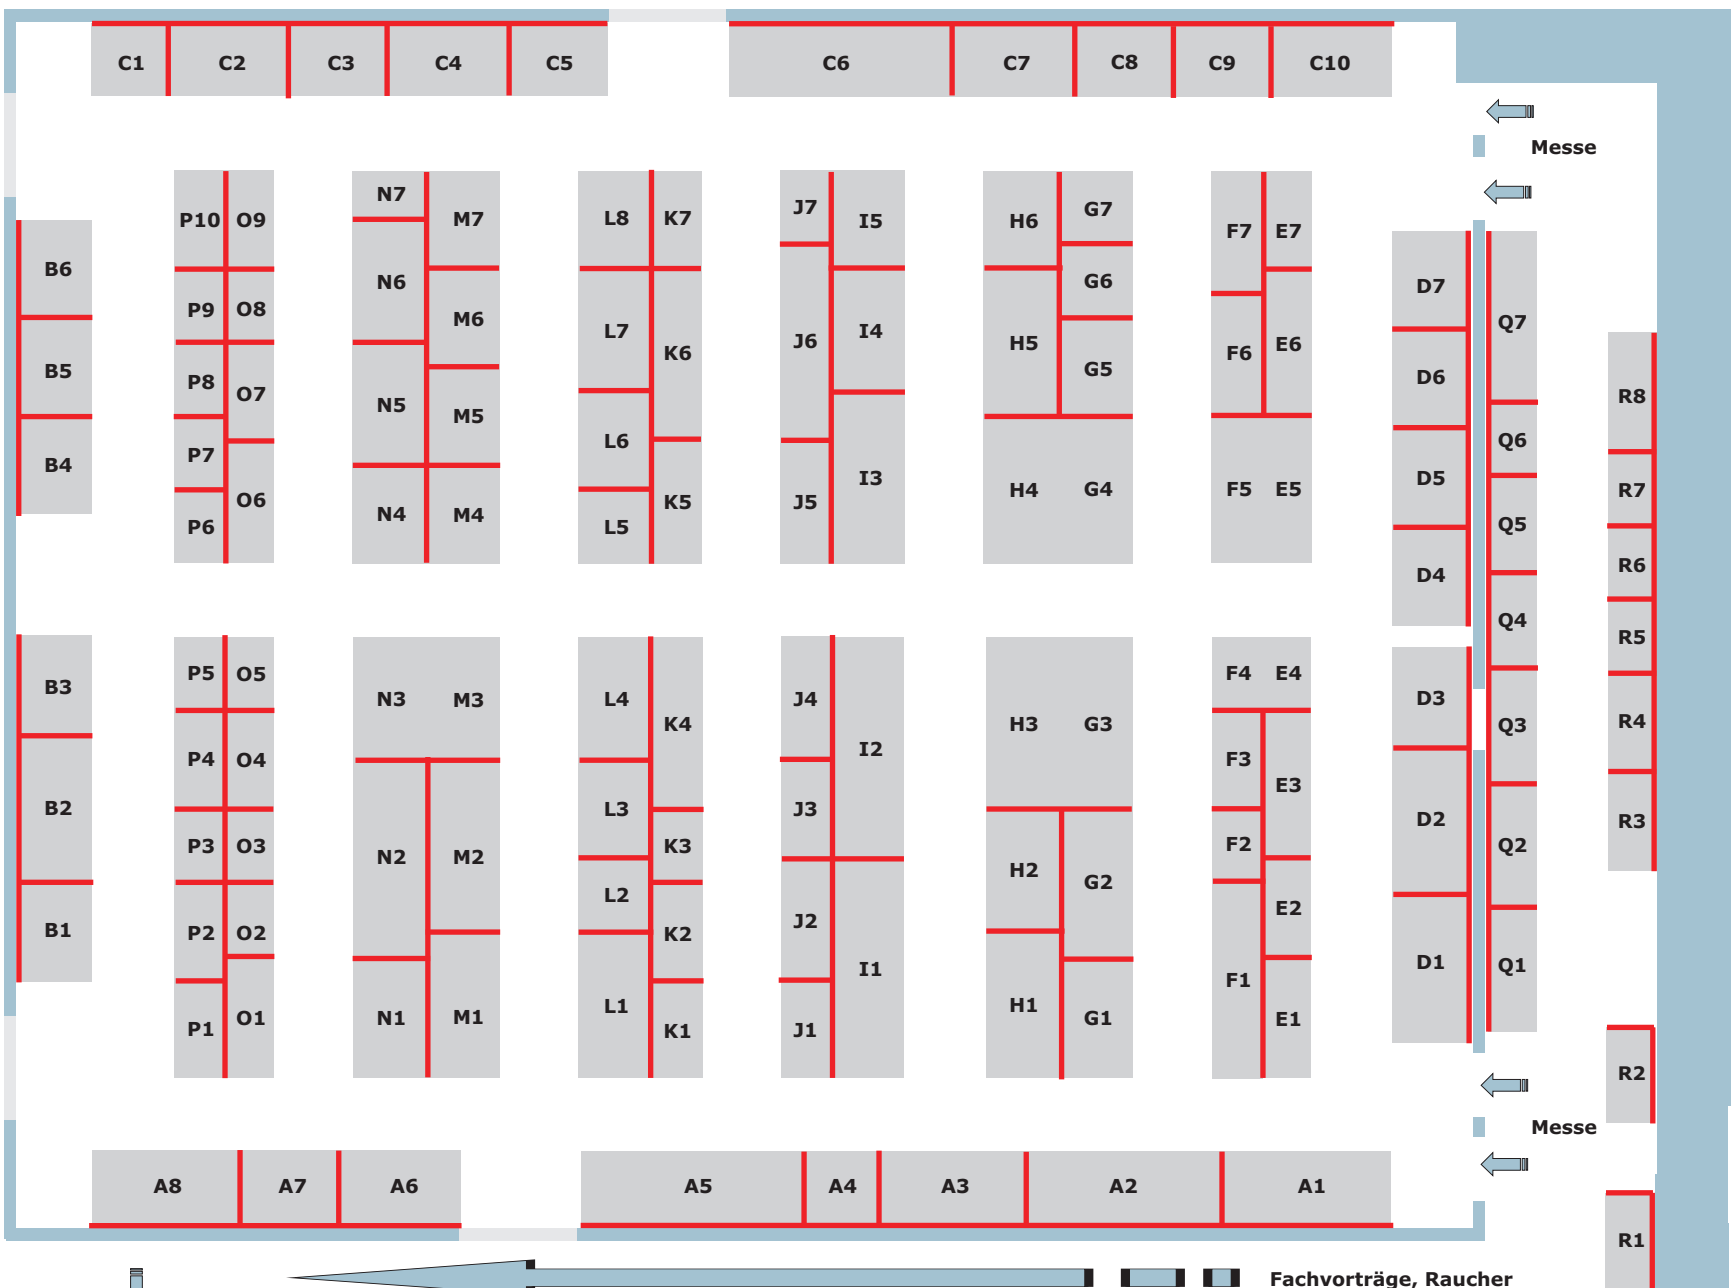 C1 C2 C3 C4 C5 C6 C7 C8 C9 C10
Messe
N7
P10 O9 M7 L8 K7 J7 I5 H6 G7 F7 E7
B6 N6 G6 D7
P9 O8 M6 L7 K6 J6 I4 H5 F6 E6 Q7
B5 P8 O7 N5 M5 G5 D6 R8
B4 P7 L6 I3 Q6
P6 O6 N4 M4 L5 K5 J5 H4 G4 F5 E5 D5 Q5 R7
D4 R6
Q4 R5
B3 P5 O5 N3 M3 L4 K4 J4 I2 H3 G3 F4 E4 D3 Q3 R4
P4 O4 F3 E3
B2 L3 J3 D2 R3
P3 O3 N2 M2 K3 H2 F2 Q2
L2 G2
B1 P2 O2 K2 J2 E2
I1 F1 D1 Q1
P1 O1 N1 M1 L1 K1 J1 H1 G1 E1
R2
Messe
A8 A7 A6 A5 A4 A3 A2 A1
R1
Fachvorträge, Raucher